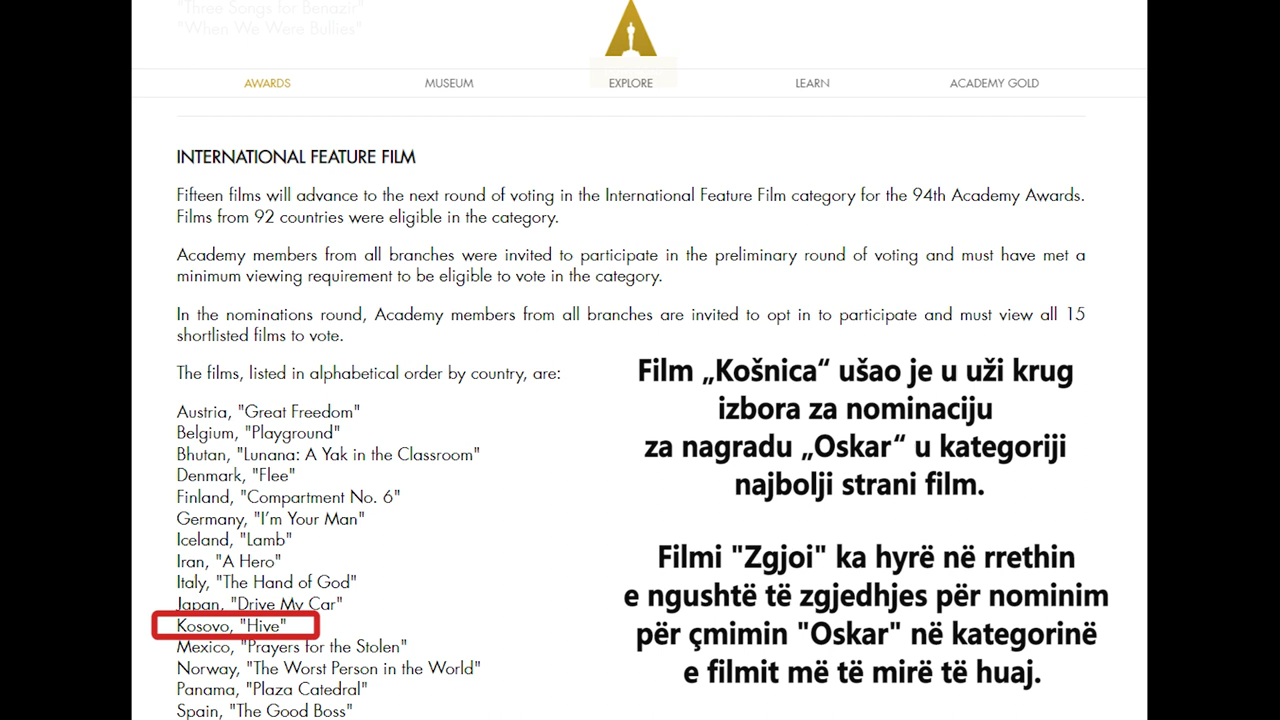 "Three Songs for Benazir"
"When We Were Bullies"
AWARDS MUSEUM EXPLORE LEARN ACADEMY GOLD
INTERNATIONAL FEATURE FILM
Fifteen films will advance to the next round of voting in the International Feature Film category for the 94th Academy Awards.
Films from 92 countries were eligible in the category.
Academy members from all branches were invited to participate in the preliminary round of voting and must have met a
minimum viewing requirement to be eligible to vote in the category.
In the nominations round, Academy members from all branches are invited to opt in to participate and must view all 15
shortlisted films to vote.
The films, listed in alphabetical order by country, are:
Austria, "Great Freedom"
Belgium, "Playground"
Bhutan, "Lunana: A Yak in the Classroom"
Denmark, "Flee"
Finland, "Compartment No. 6"
Germany, "I’m Your Man"
Iceland, "Lamb"
Iran, "A Hero"
Italy, "The Hand of God"
Japan, "Drive My Car"
Kosovo, "Hive"
Mexico, "Prayers for the Stolen"
Norway, "The Worst Person in the World"
Panama, "Plaza Catedral"
Spain, "The Good Boss"
Film „Košnica“ ušao je u uži krug
izbora za nominaciju
za nagradu „Oskar“ u kategoriji
najbolji strani film.
Filmi "Zgjoi" ka hyrë në rrethin
e ngushtë të zgjedhjes për nominim
për çmimin "Oskar" në kategorinë
e filmit më të mirë të huaj.